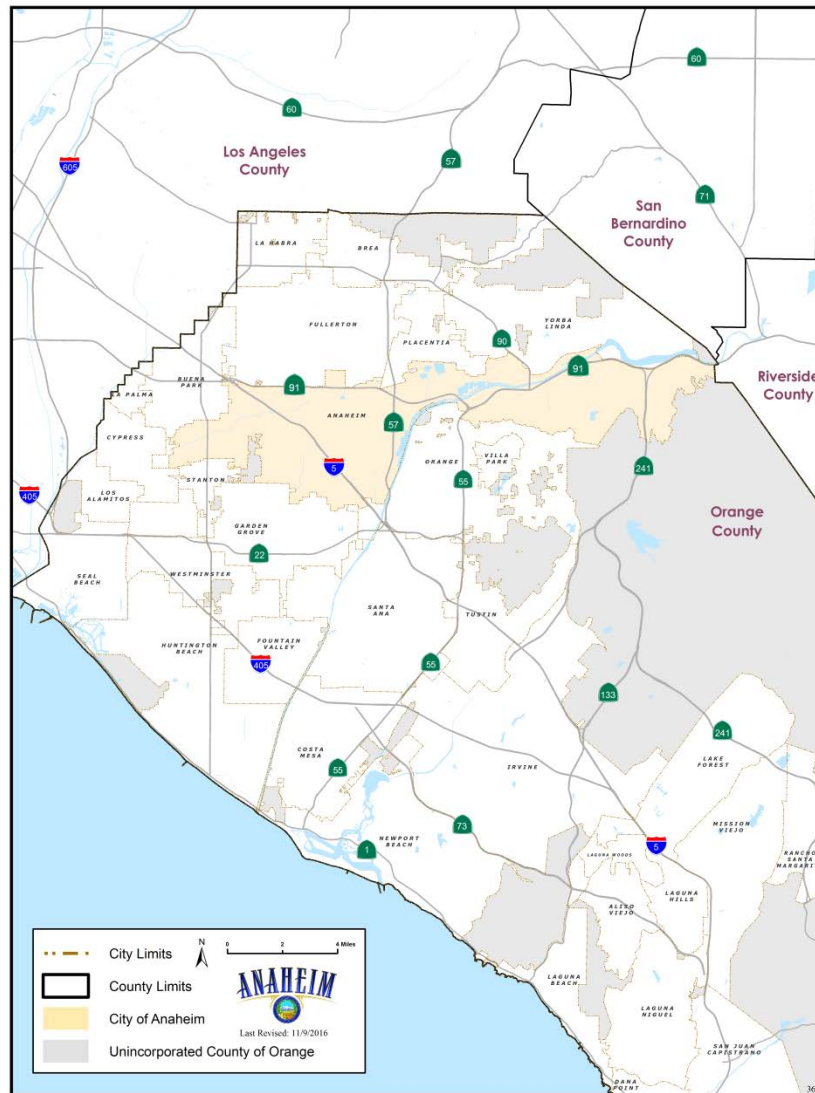 60
60
Los Angeles
County
57
605
San
Bernardino
County
71
LA HABRA
BREA
FULLERTON
YORBA
LINDA
PLACENTIA
90
Riverside
County
BUENA
PARK
91
91
LA PALMA
ANAHEIM
57
CYPRESS
ORANGE
VILLA
PARK
5
241
STANTON
55
405
LOS
ALAMITOS
Orange
County
GARDEN
GROVE
22
SEAL
BEACH
WESTMINSTER
SANTA
ANA
TUSTIN
HUNTINGTON
BEACH
FOUNTAIN
VALLEY
405
55
133
241
COSTA
MESA
LAKE
FOREST
55
IRVINE
MISSION
VIEJO
NEWPORT
BEACH
73
1
5
LAGUNA WOODS
RANCHO
SANTA
MARGARIT
LAGUNA
HILLS
ALISO
VIEJO
LAGUNA
BEACH
LAGUNA
NIGUEL
SAN JUAN
CAPISTRANO
DANA
POINT
City Limits
N
0 2 4 Miles
County Limits
ANAHEIM
City of Anaheim
Last Revised: 11/9/2016
Unincorporated County of Orange